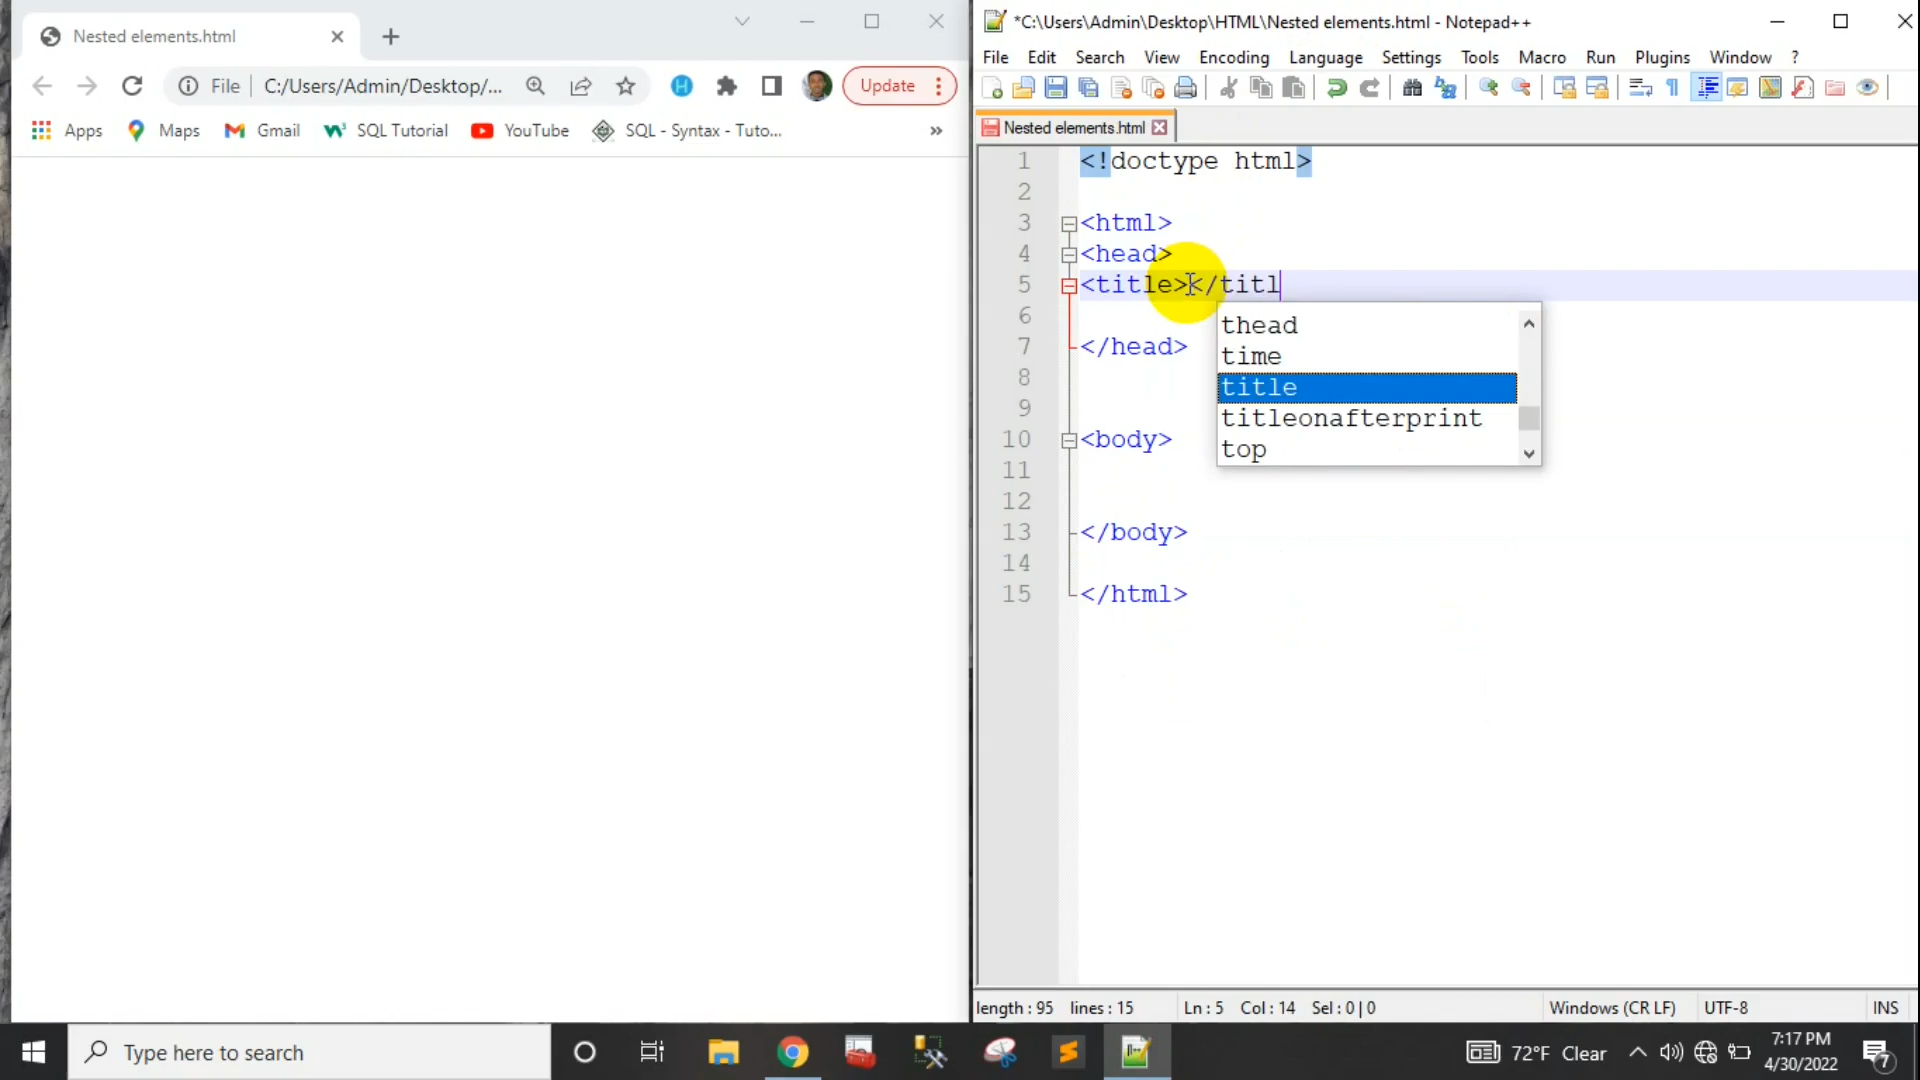 Nested elements.html
File C:/Users/Admin/Desktop/... Update
Apps Maps Gmail SQL Tutorial YouTube SQL - Syntax - Tuto... »
*C:\Users\Admin\Desktop\HTML\Nested elements.html - Notepad++
File Edit Search View Encoding Language Settings Tools Macro Run Plugins Window ?
Nested elements.html
1 <!doctype html>
2
3 <html>
4 <head>
5 <title></titl
6
7 </head>
8
9
10 <body>
11
12
13 </body>
14
15 </html>
thead
time
title
titleonafterprint
top
length : 95 lines : 15 Ln : 5 Col : 14 Sel : 0 | 0 Windows (CR LF) UTF-8 INS
Type here to search
72°F Clear
7:17 PM
4/30/2022
7